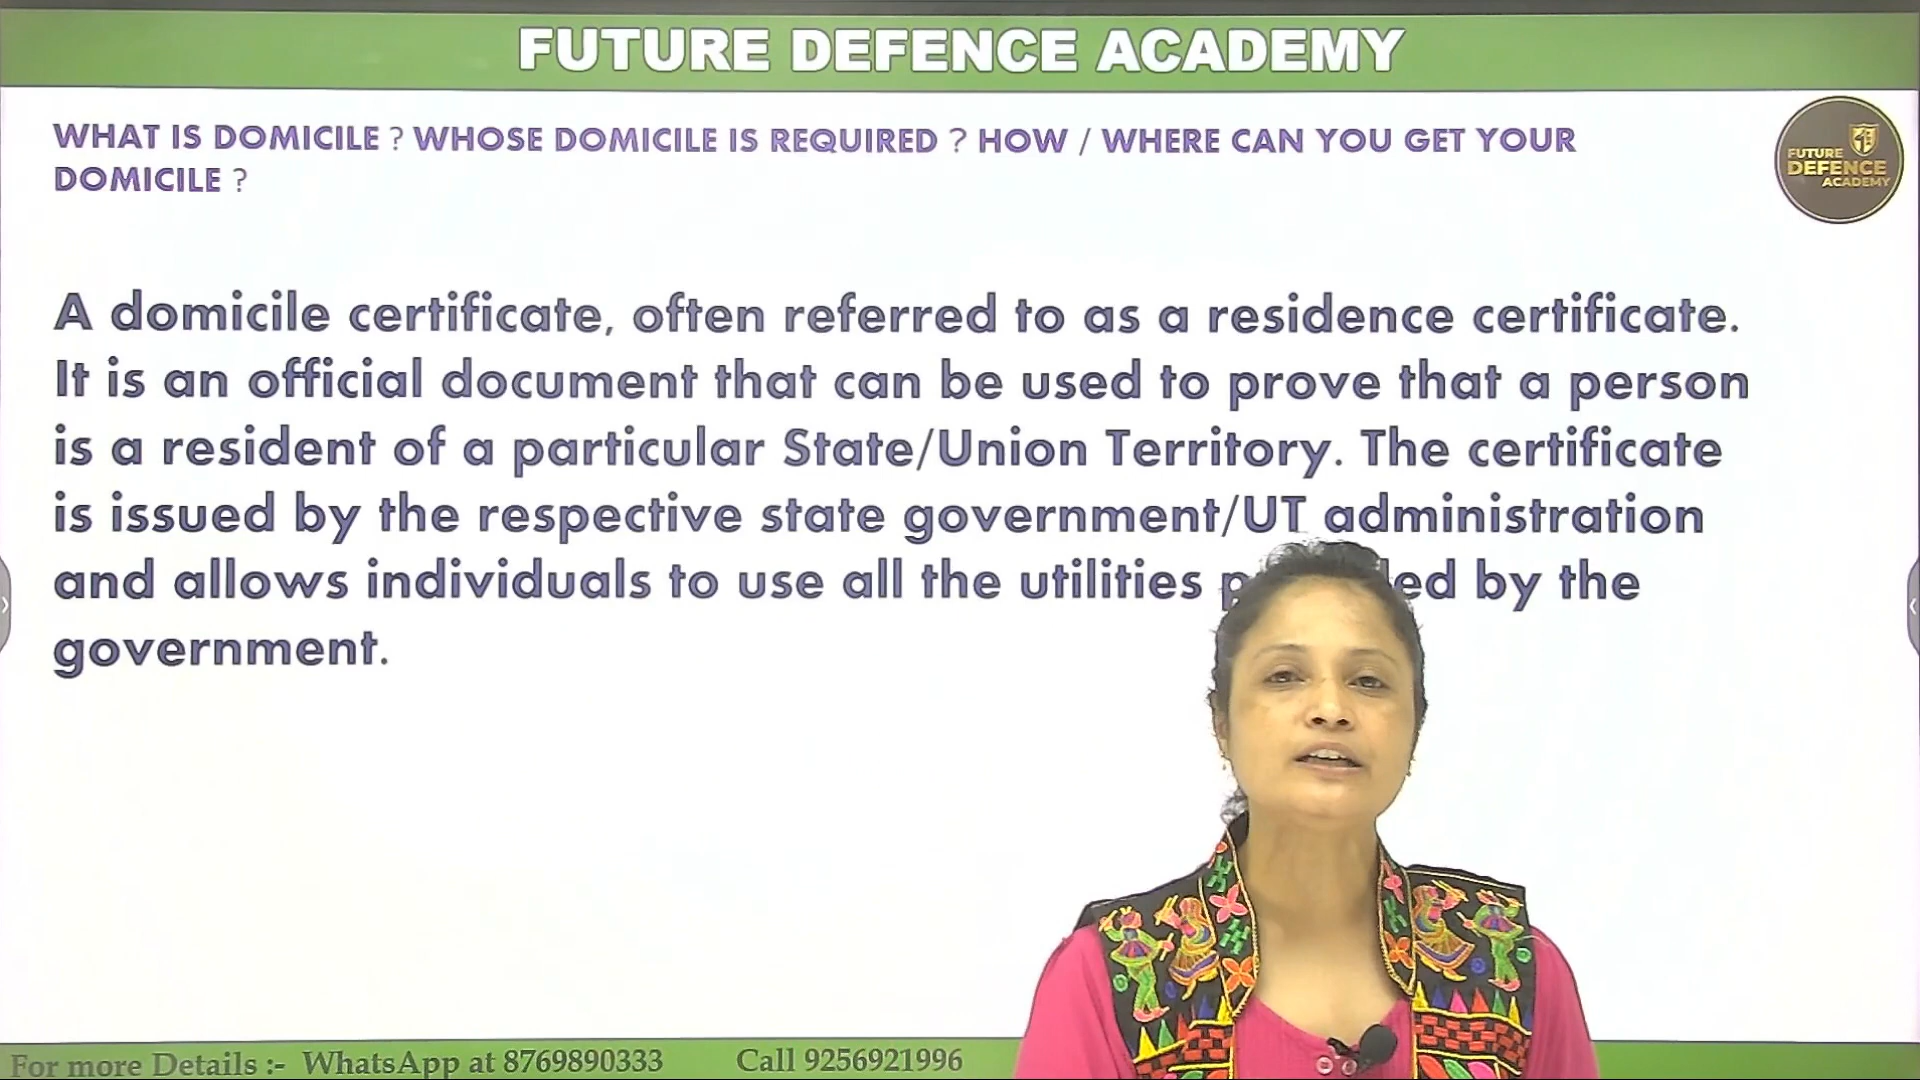 FUTURE DEFENCE ACADEMY
WHAT IS DOMICILE ? WHOSE DOMICILE IS REQUIRED ? HOW / WHERE CAN YOU GET YOUR
DOMICILE ?
FUTURE
DEFENCE
ACADEMY
A domicile certificate, often referred to as a residence certificate.
It is an official document that can be used to prove that a person
is a resident of a particular State/Union Territory. The certificate
is issued by the respective state government/UT administration
and allows individuals to use all the utilities by the
government.
For more Details :- WhatsApp at 8769890333 Call 9256921996